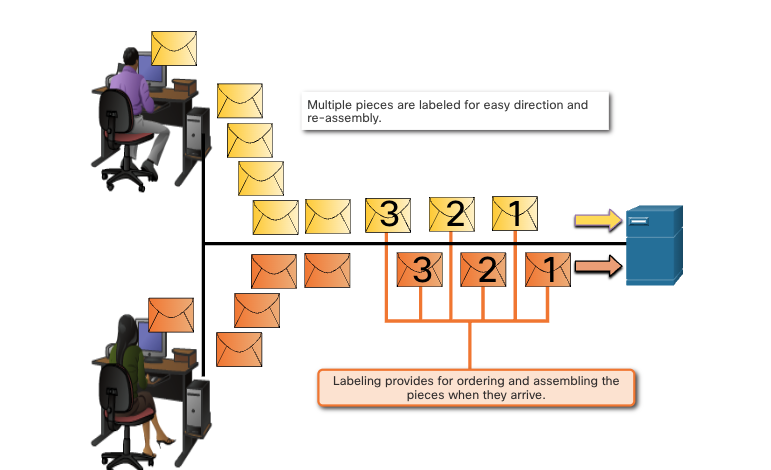 Multiple pieces are labeled for easy direction and
re-assembly.
3 2 1
3 2 1
Labeling provides for ordering and assembling the
pieces when they arrive.